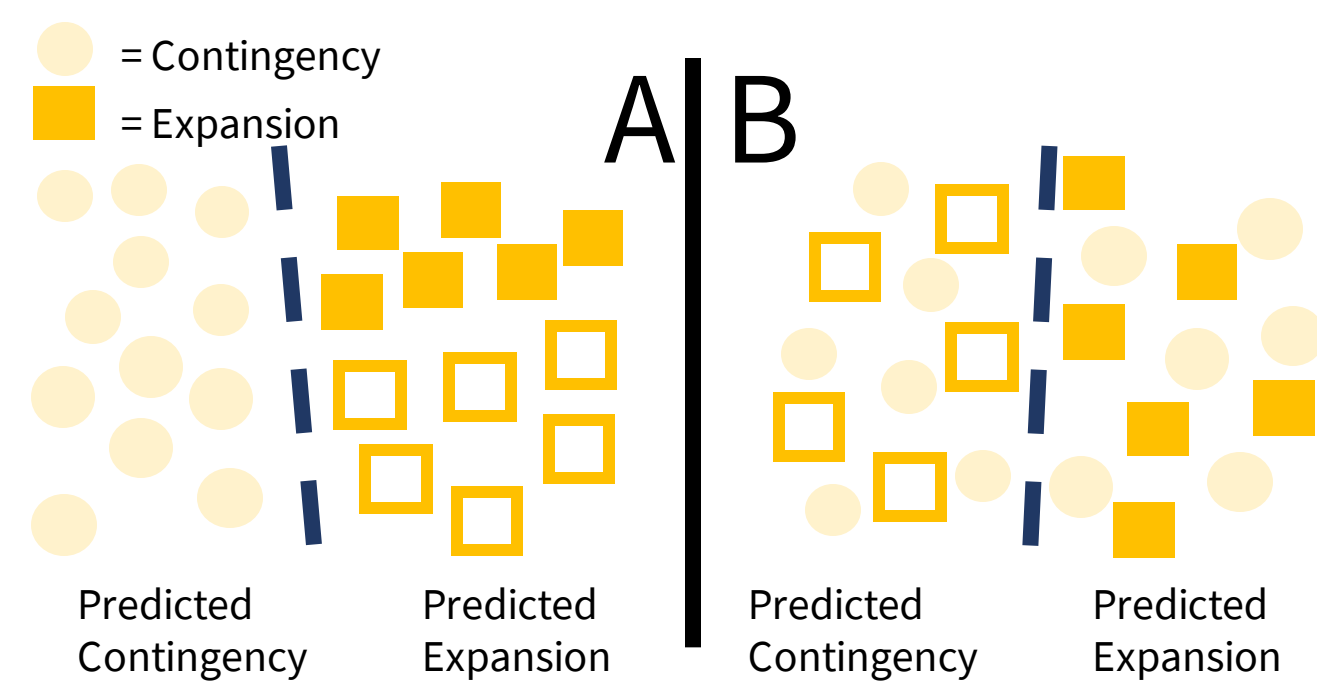 = Contingency
= Expansion
A B
Predicted
Contingency
Predicted
Expansion
Predicted
Contingency
Predicted
Expansion